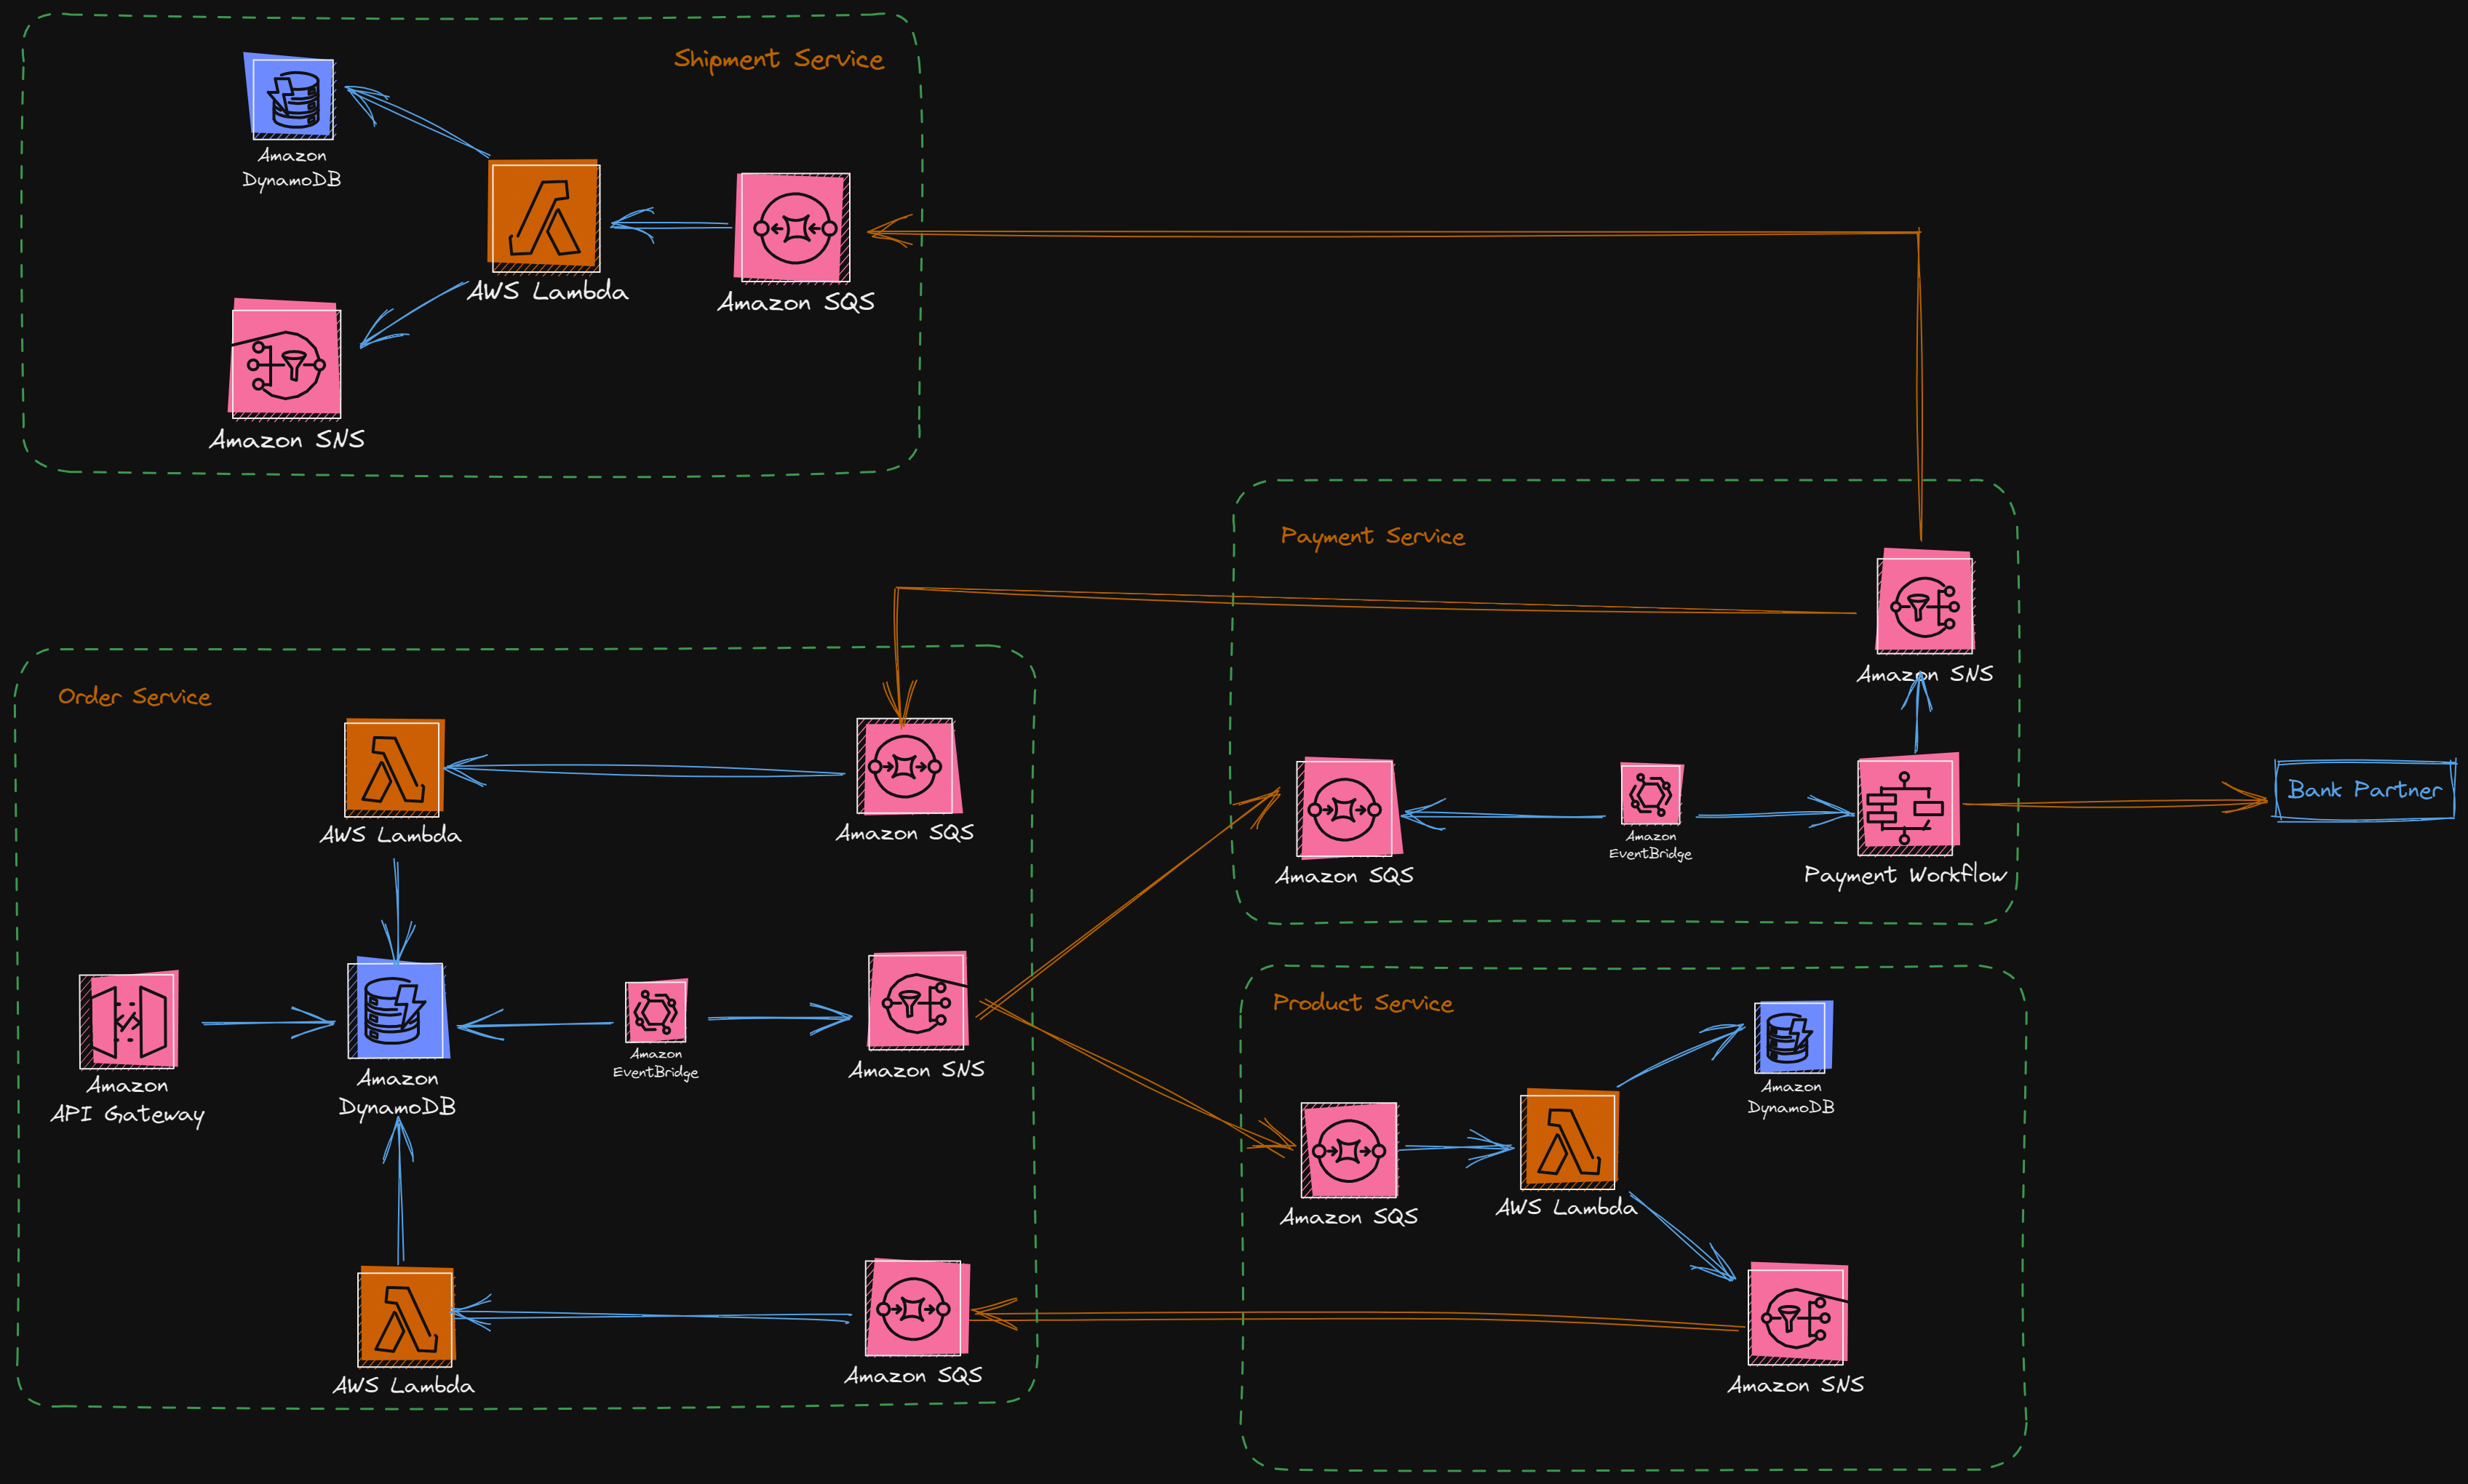 Shipment Service
Amazon
DynamoDB
AWS Lambda
Amazon SQS
Amazon SNS
Payment Service
Amazon SNS
Amazon SQS
Amazon
EventBridge
Payment Workflow
Bank Partner
Order Service
AWS Lambda
Amazon SQS
Amazon
API Gateway
Amazon
DynamoDB
Amazon
EventBridge
Amazon SNS
AWS Lambda
Amazon SQS
Product Service
Amazon
DynamoDB
Amazon SQS
AWS Lambda
Amazon SNS